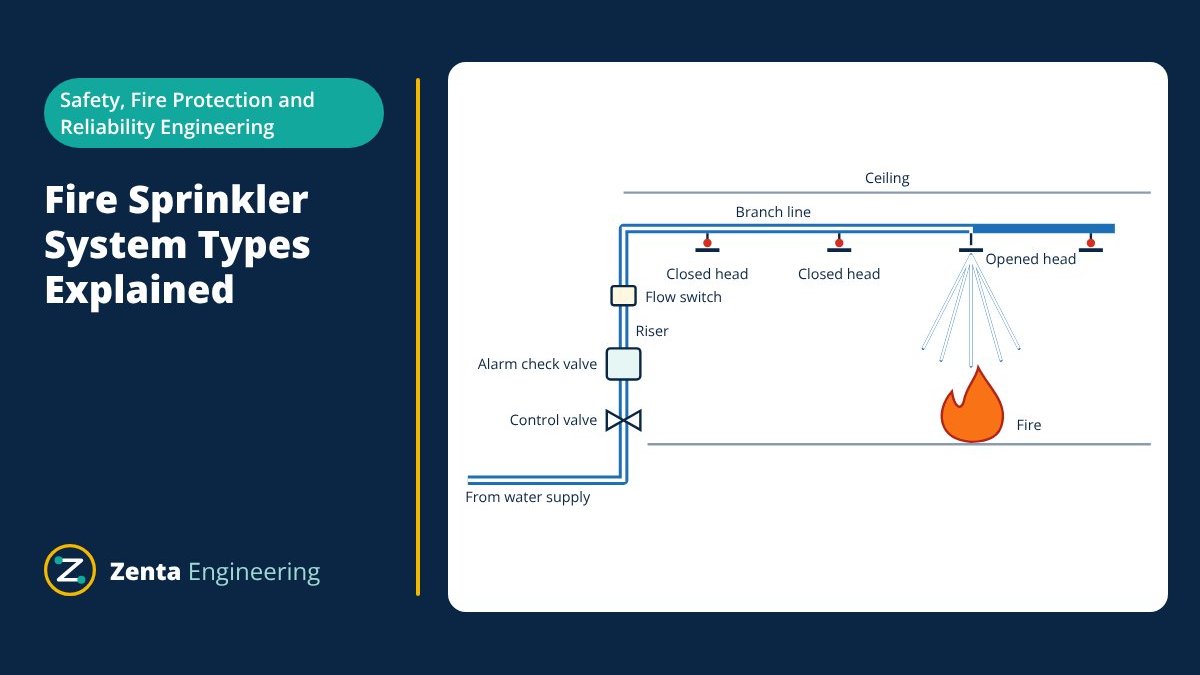 Safety, Fire Protection and
Reliability Engineering
Fire Sprinkler
System Types
Explained
Zenta Engineering
Ceiling
Branch line
Closed head
Closed head
Opened head
Flow switch
Riser
Alarm check valve
Control valve
Fire
From water supply